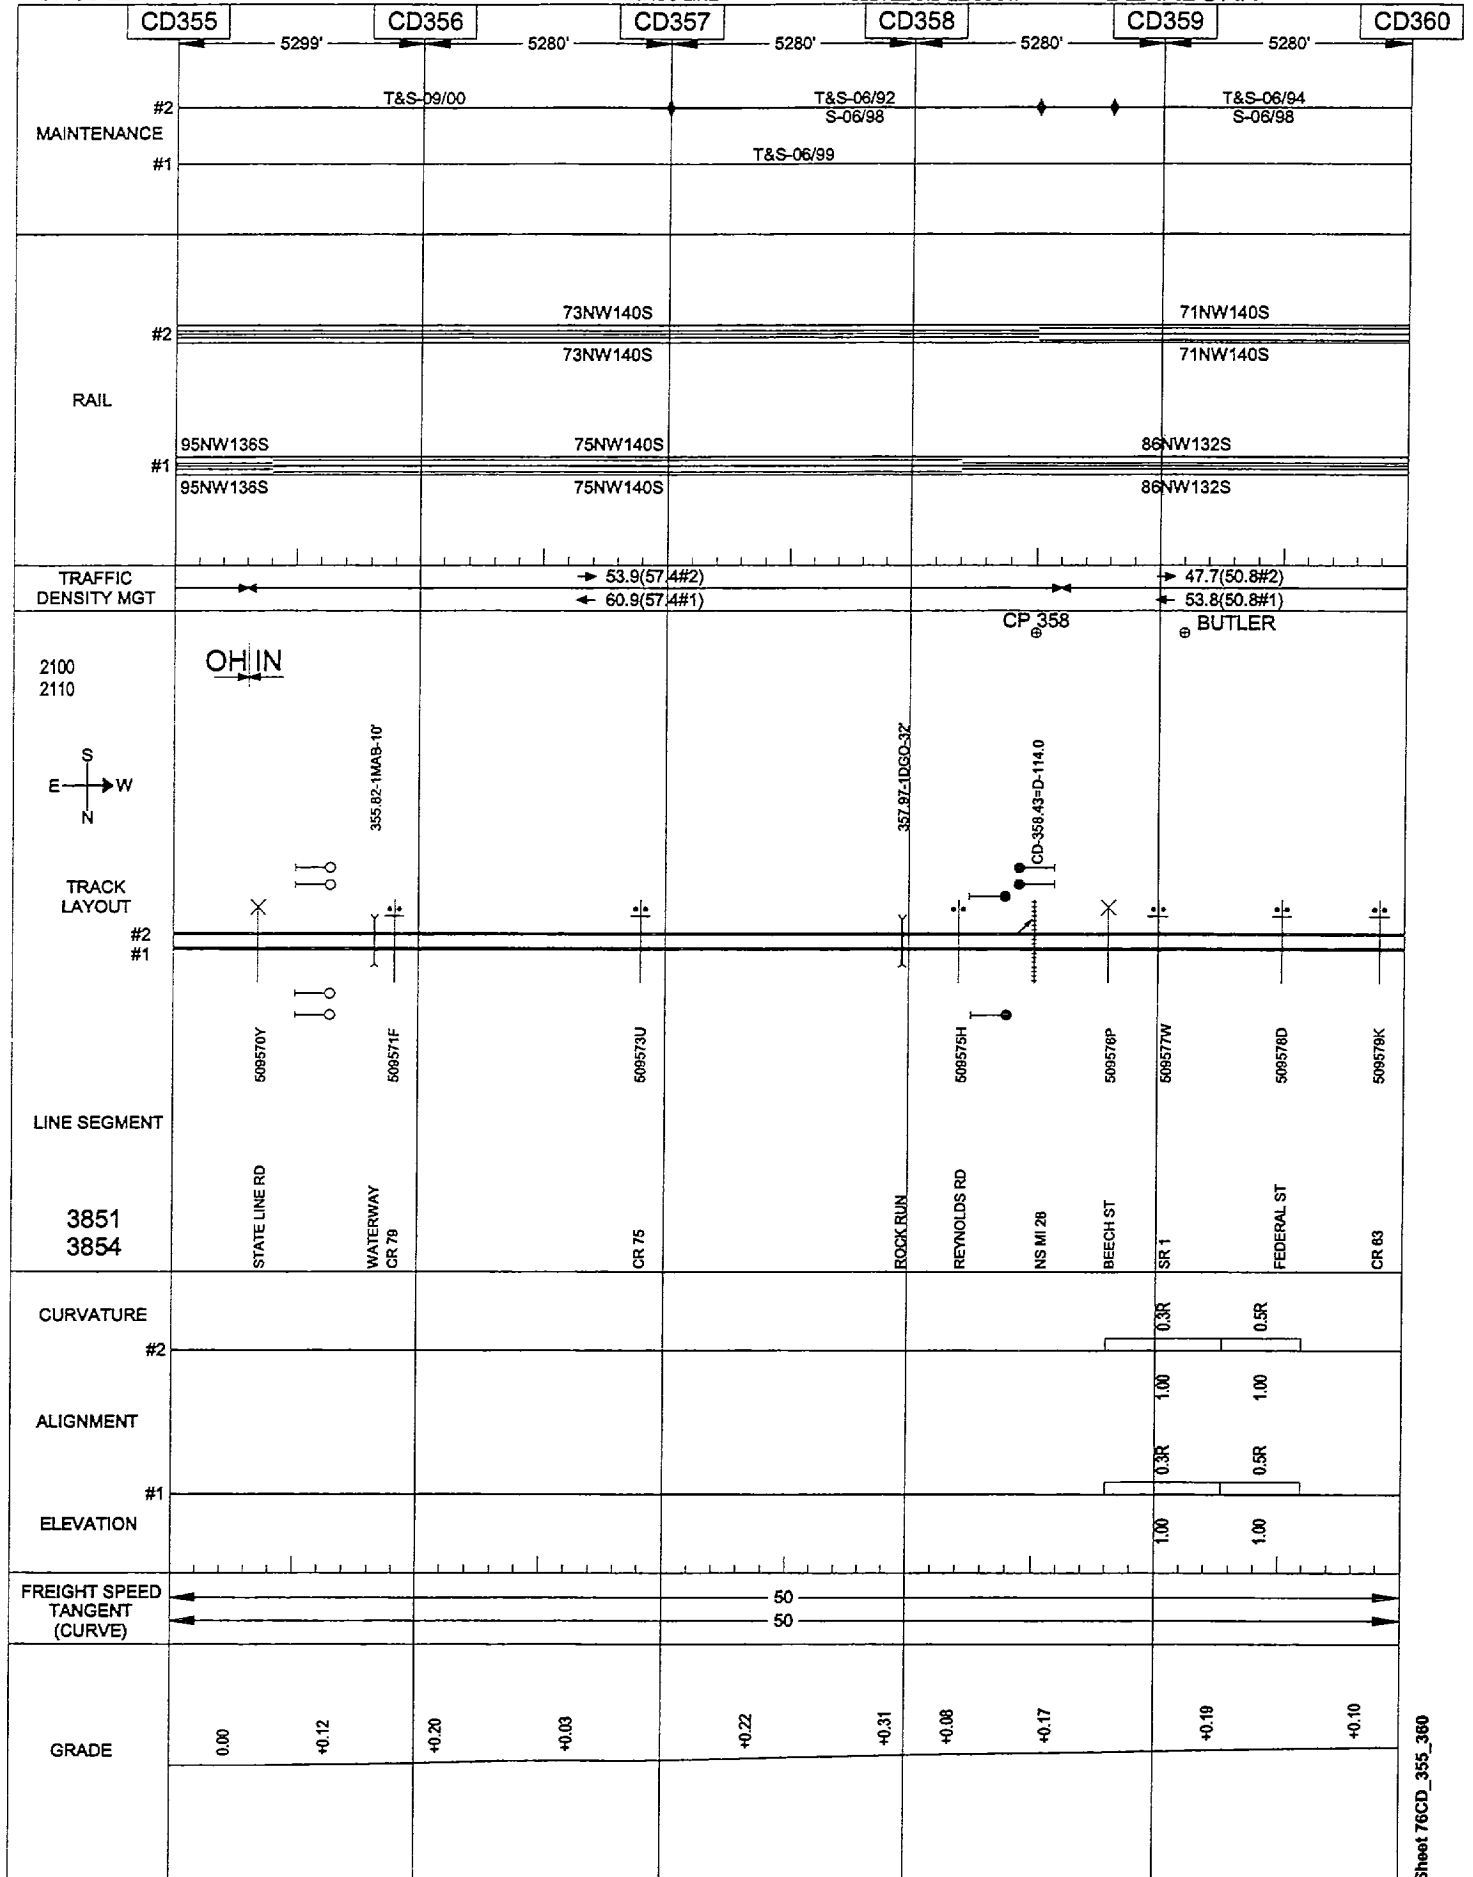 CD355 CD356 CD357 CD358 CD359 CD360
5299' 5280' 5280' 5280' 5280'
MAINTENANCE
#2 T&S-09/00 T&S-06/92 T&S-06/94
S-06/98 S-06/98
#1 T&S-06/99
RAIL
73NW140S 71NW140S
#2
73NW140S 71NW140S
95NW136S 75NW140S 86NW132S
#1
95NW136S 75NW140S 86NW132S
TRAFFIC
DENSITY MGT
53.9(57.4#2) 47.7(50.8#2)
60.9(57.4#1) 53.8(50.8#1)
CP 358 BUTLER
2100
2110
OH IN
S
E W
N
355.82-1MAB-10'
357.97-1DGO-32'
CD-358.43=D-114.0
TRACK
LAYOUT
#2
#1
509570Y
509571F
509573U
509575H
509576P
509577W
509578D
509579K
LINE SEGMENT
3851
3854
STATE LINE RD
WATERWAY
CR 79
CR 75
ROCK RUN
REYNOLDS RD
NS MI 28
BEECH ST
SR 1
FEDERAL ST
CR 63
CURVATURE
#2
0.3R 0.5R
1.00 1.00
ALIGNMENT
0.3R 0.5R
#1
ELEVATION
1.00 1.00
FREIGHT SPEED
TANGENT
(CURVE)
50
50
GRADE
0.00 +0.12 +0.20 +0.03 +0.22 +0.31 +0.08 +0.17 +0.19 +0.10
Sheet 76CD_355_360